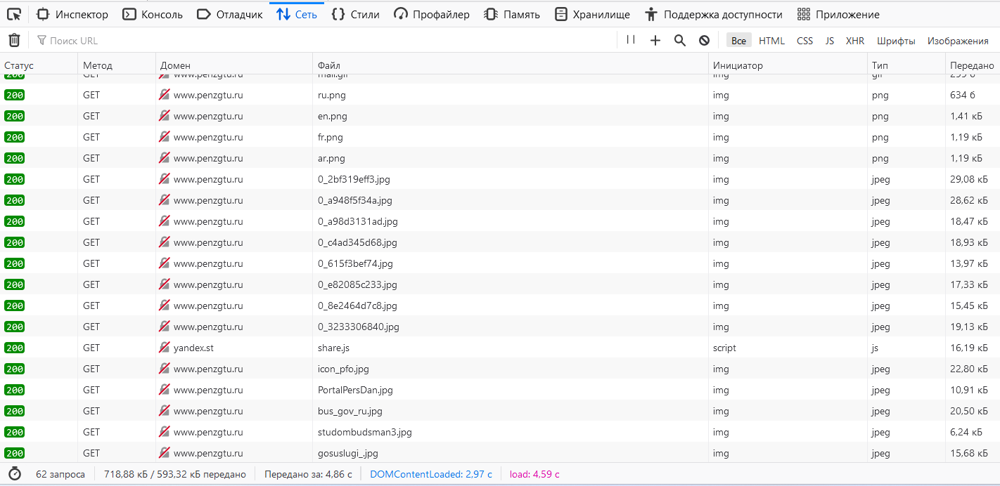 Инспектор Консоль Отладчик Сеть Стили Профайлер Память Хранилище Поддержка доступности Приложение
Поиск URL Все HTML CSS JS XHR Шрифты Изображения
Статус Метод Домен Файл Инициатор Тип Передано
200 GET www.penzgtu.ru mail.gif img gif 299 б
200 GET www.penzgtu.ru ru.png img png 634 б
200 GET www.penzgtu.ru en.png img png 1,41 кБ
200 GET www.penzgtu.ru fr.png img png 1,19 кБ
200 GET www.penzgtu.ru ar.png img png 1,19 кБ
200 GET www.penzgtu.ru 0_2bf319eff3.jpg img jpeg 29,08 кБ
200 GET www.penzgtu.ru 0_a948f5f34a.jpg img jpeg 28,62 кБ
200 GET www.penzgtu.ru 0_a98d3131ad.jpg img jpeg 18,47 кБ
200 GET www.penzgtu.ru 0_c4ad345d68.jpg img jpeg 18,93 кБ
200 GET www.penzgtu.ru 0_615f3bef74.jpg img jpeg 13,97 кБ
200 GET www.penzgtu.ru 0_e82085c233.jpg img jpeg 17,33 кБ
200 GET www.penzgtu.ru 0_8e2464d7c8.jpg img jpeg 15,45 кБ
200 GET www.penzgtu.ru 0_3233306840.jpg img jpeg 19,13 кБ
200 GET yandex.st share.js script js 16,19 кБ
200 GET www.penzgtu.ru icon_pfo.jpg img jpeg 22,80 кБ
200 GET www.penzgtu.ru PortalPersDan.jpg img jpeg 10,91 кБ
200 GET www.penzgtu.ru bus_gov_ru.jpg img jpeg 20,50 кБ
200 GET www.penzgtu.ru studombudsman3.jpg img jpeg 6,24 кБ
200 GET www.penzgtu.ru gosuslugi_.jpg img jpeg 15,68 кБ
62 запроса 718,88 кБ / 593,32 кБ передано Передано за: 4,86 с DOMContentLoaded: 2,97 с load: 4,59 с